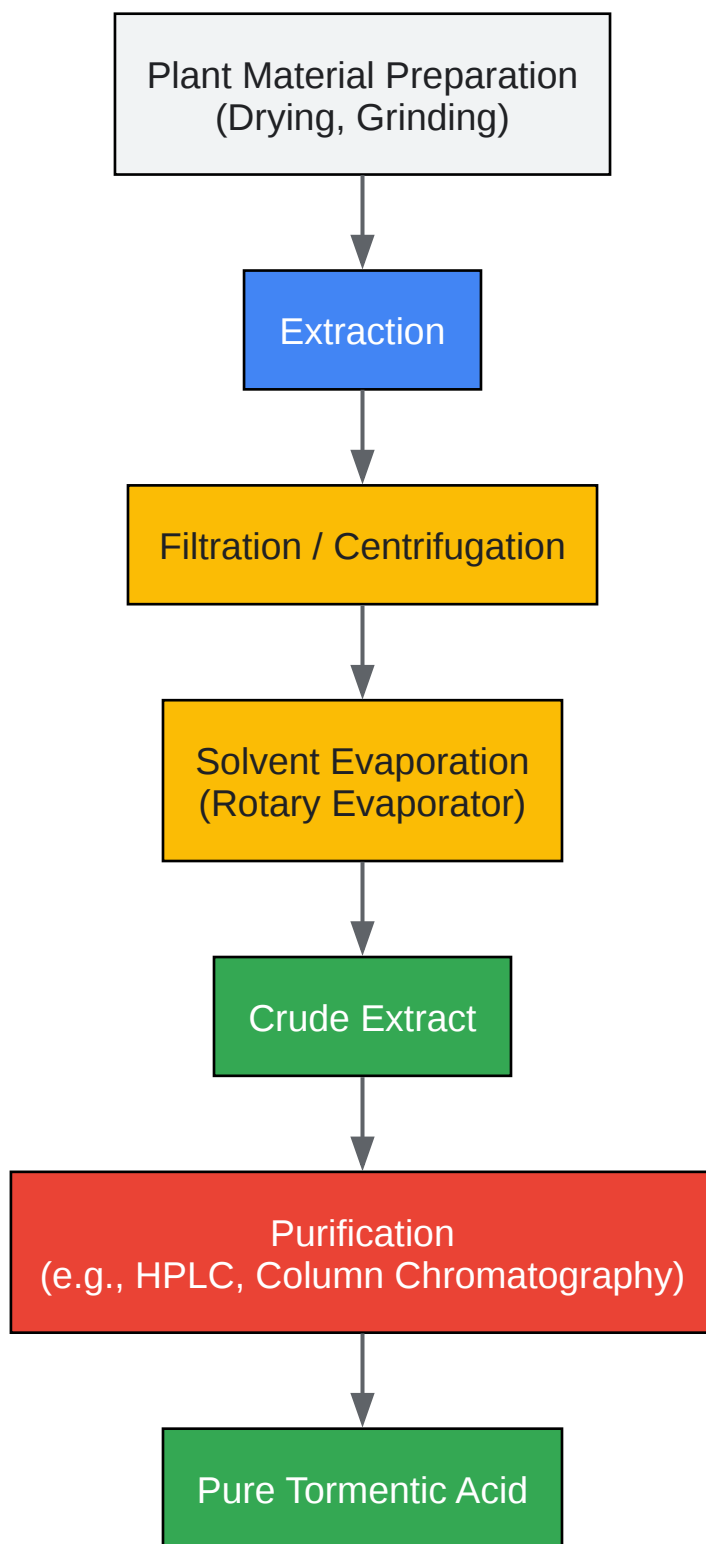 Plant Material Preparation
(Drying, Grinding)
Extraction
Filtration / Centrifugation
Solvent Evaporation
(Rotary Evaporator)
Crude Extract
Purification
(e.g., HPLC, Column Chromatography)
Pure Tormentic Acid